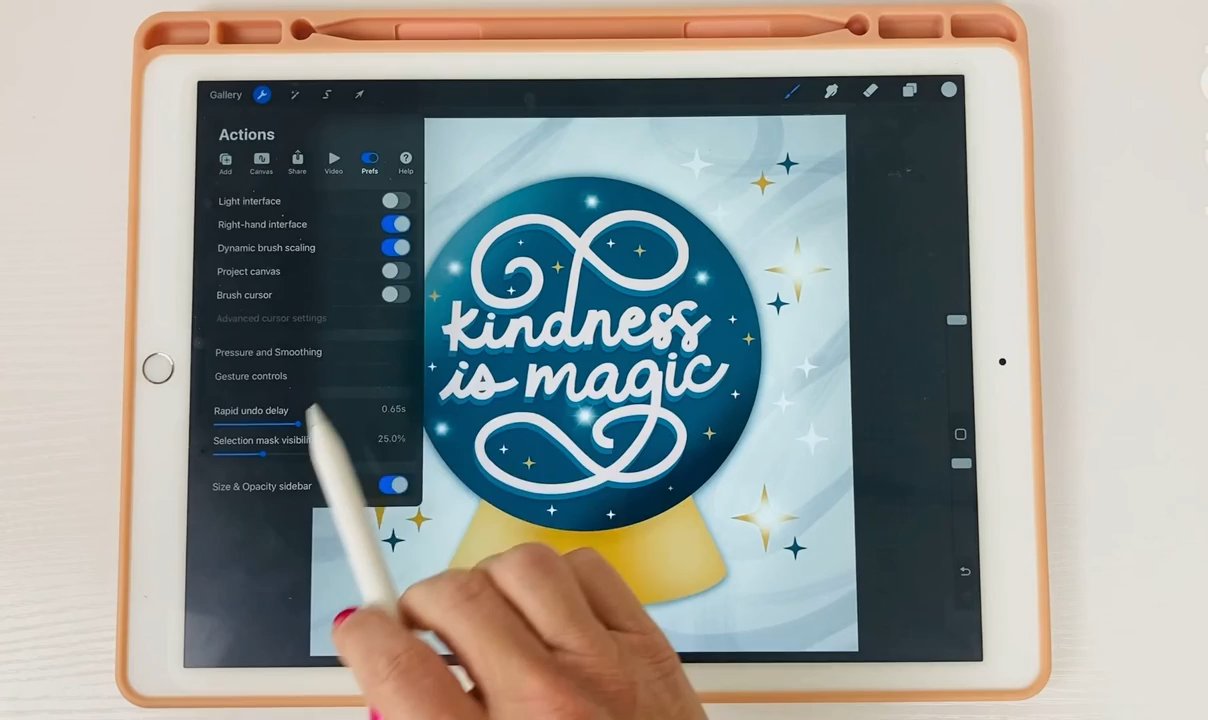 Gallery
Actions
Add Canvas Share Video Prefs Help
Light interface
Right-hand interface
Dynamic brush scaling
Project canvas
Brush cursor
Advanced cursor settings
Pressure and Smoothing
Gesture controls
Rapid undo delay 0.65s
Selection mask 25.0%
Size & Opacity sidebar
kindness
is magic